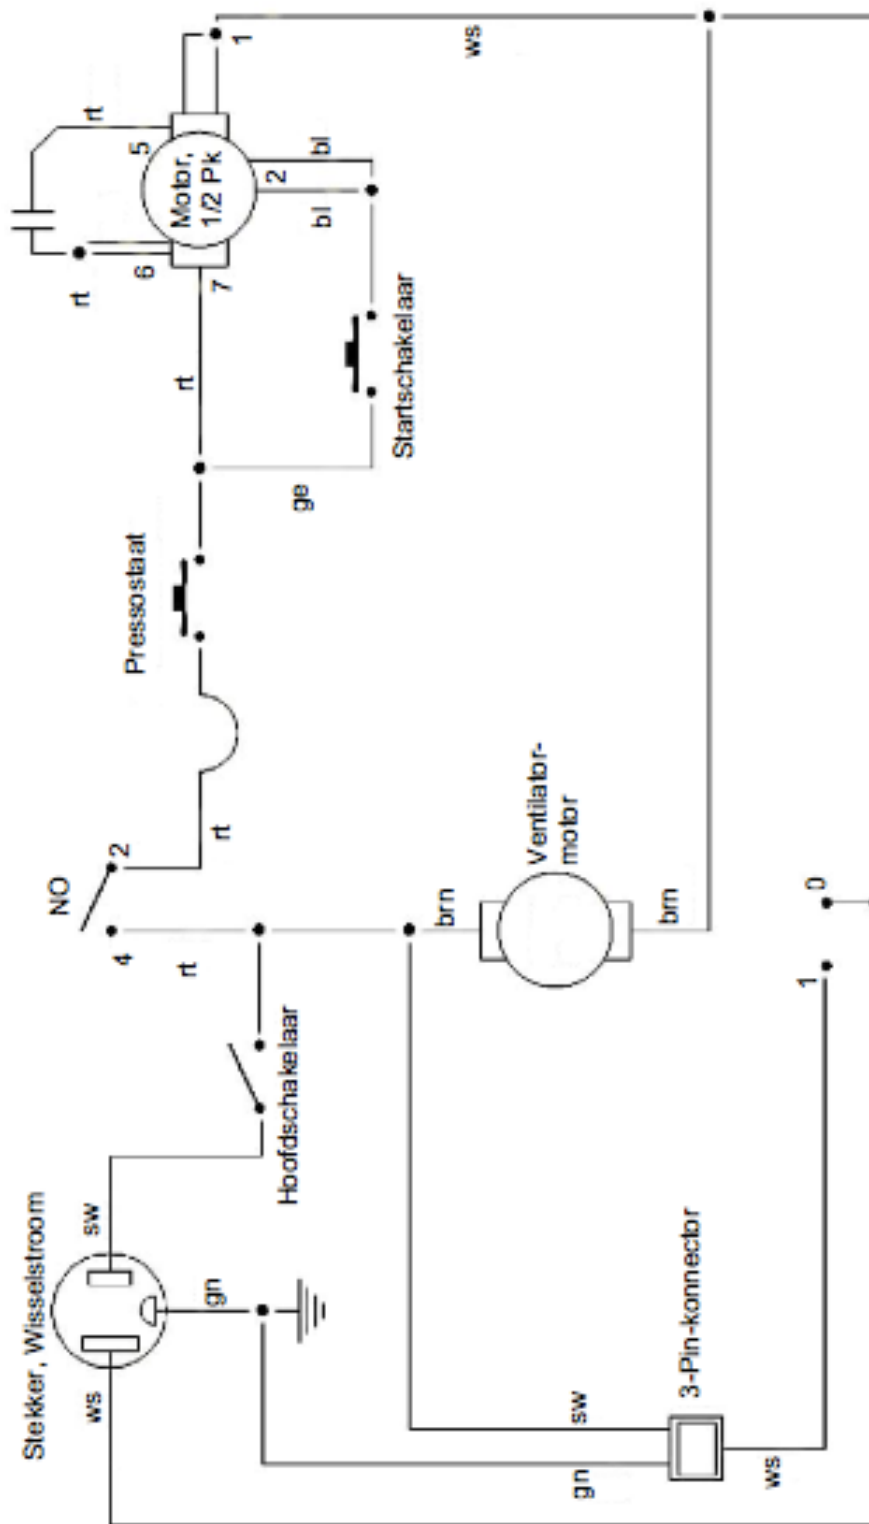 Stekker, Wisselstroom
NO
rt
ws
sw
rt
4
2
Pressostaat
6
5
rt
rt
Motor,
1/2 Pk
gn
rt
7
1
2
Hoofdschakelaar
ge
bl
bl
Startschakelaar
brn
ws
Ventilator-
motor
gn
sw
brn
3-Pin-konnector
ws
1
0